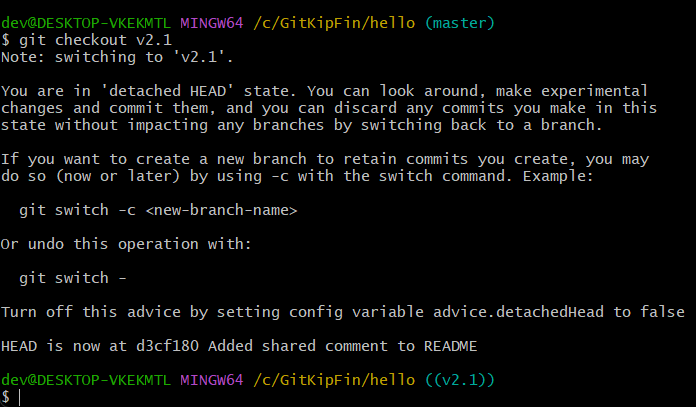 dev@DESKTOP-VKEKMTL MINGW64 /c/GitKipFin/hello (master)
$ git checkout v2.1
Note: switching to 'v2.1'.
You are in 'detached HEAD' state. You can look around, make experimental
changes and commit them, and you can discard any commits you make in this
state without impacting any branches by switching back to a branch.
If you want to create a new branch to retain commits you create, you may
do so (now or later) by using -c with the switch command. Example:
git switch -c <new-branch-name>
Or undo this operation with:
git switch -
Turn off this advice by setting config variable advice.detachedHead to false
HEAD is now at d3cf180 Added shared comment to README
dev@DESKTOP-VKEKMTL MINGW64 /c/GitKipFin/hello ((v2.1))
$